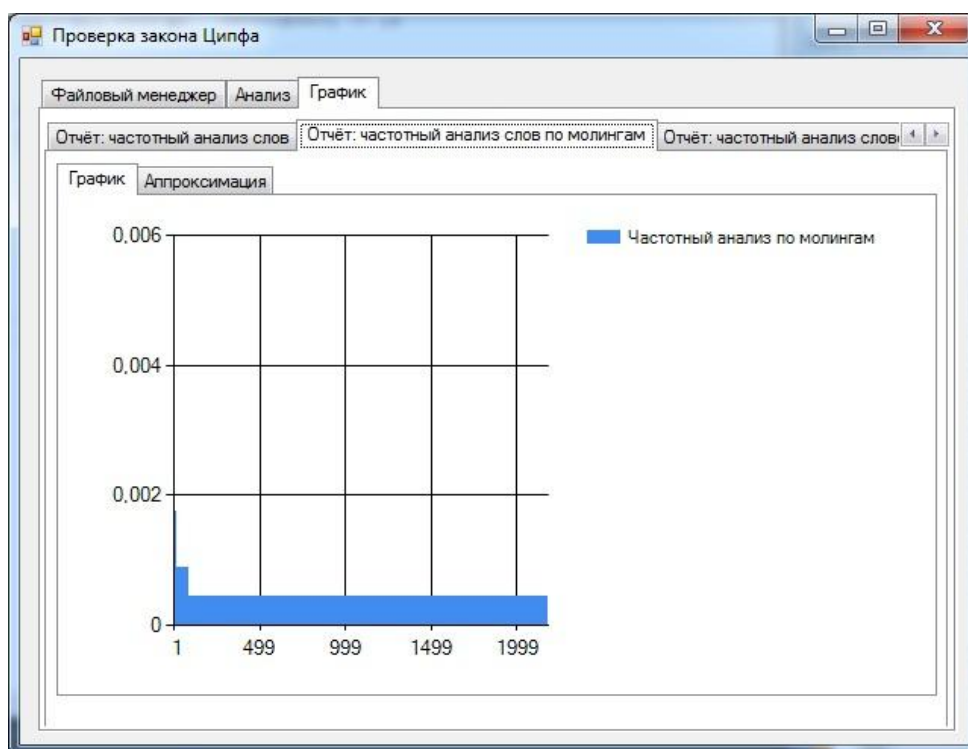 Проверка закона Ципфа
Файловый менеджер Анализ График
Отчёт: частотный анализ слов Отчёт: частотный анализ слов по молингам Отчёт: частотный анализ слов
График Аппроксимация
0,006
Частотный анализ по молингам
0,004
0,002
0
1 499 999 1499 1999